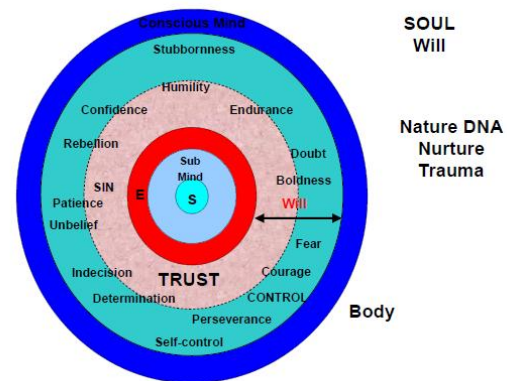 Conscious Mind
SOUL
Will
Stubbornness
Humility
Confidence
Endurance
Rebellion
Nature DNA
Nurture
Trauma
Doubt
Sub
Mind
Boldness
SIN
E
S
Patience
Will
Unbelief
Fear
Indecision
TRUST
Courage
Determination
CONTROL
Body
Perseverance
Self-control